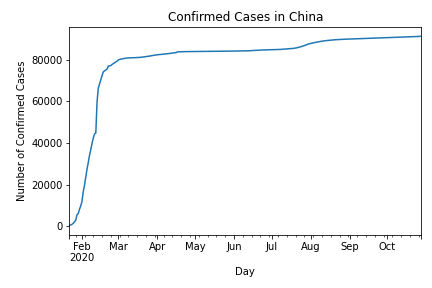 Confirmed Cases in China
Number of Confirmed Cases
80000
60000
40000
20000
0
Feb Mar Apr May Jun Jul Aug Sep Oct
2020
Day